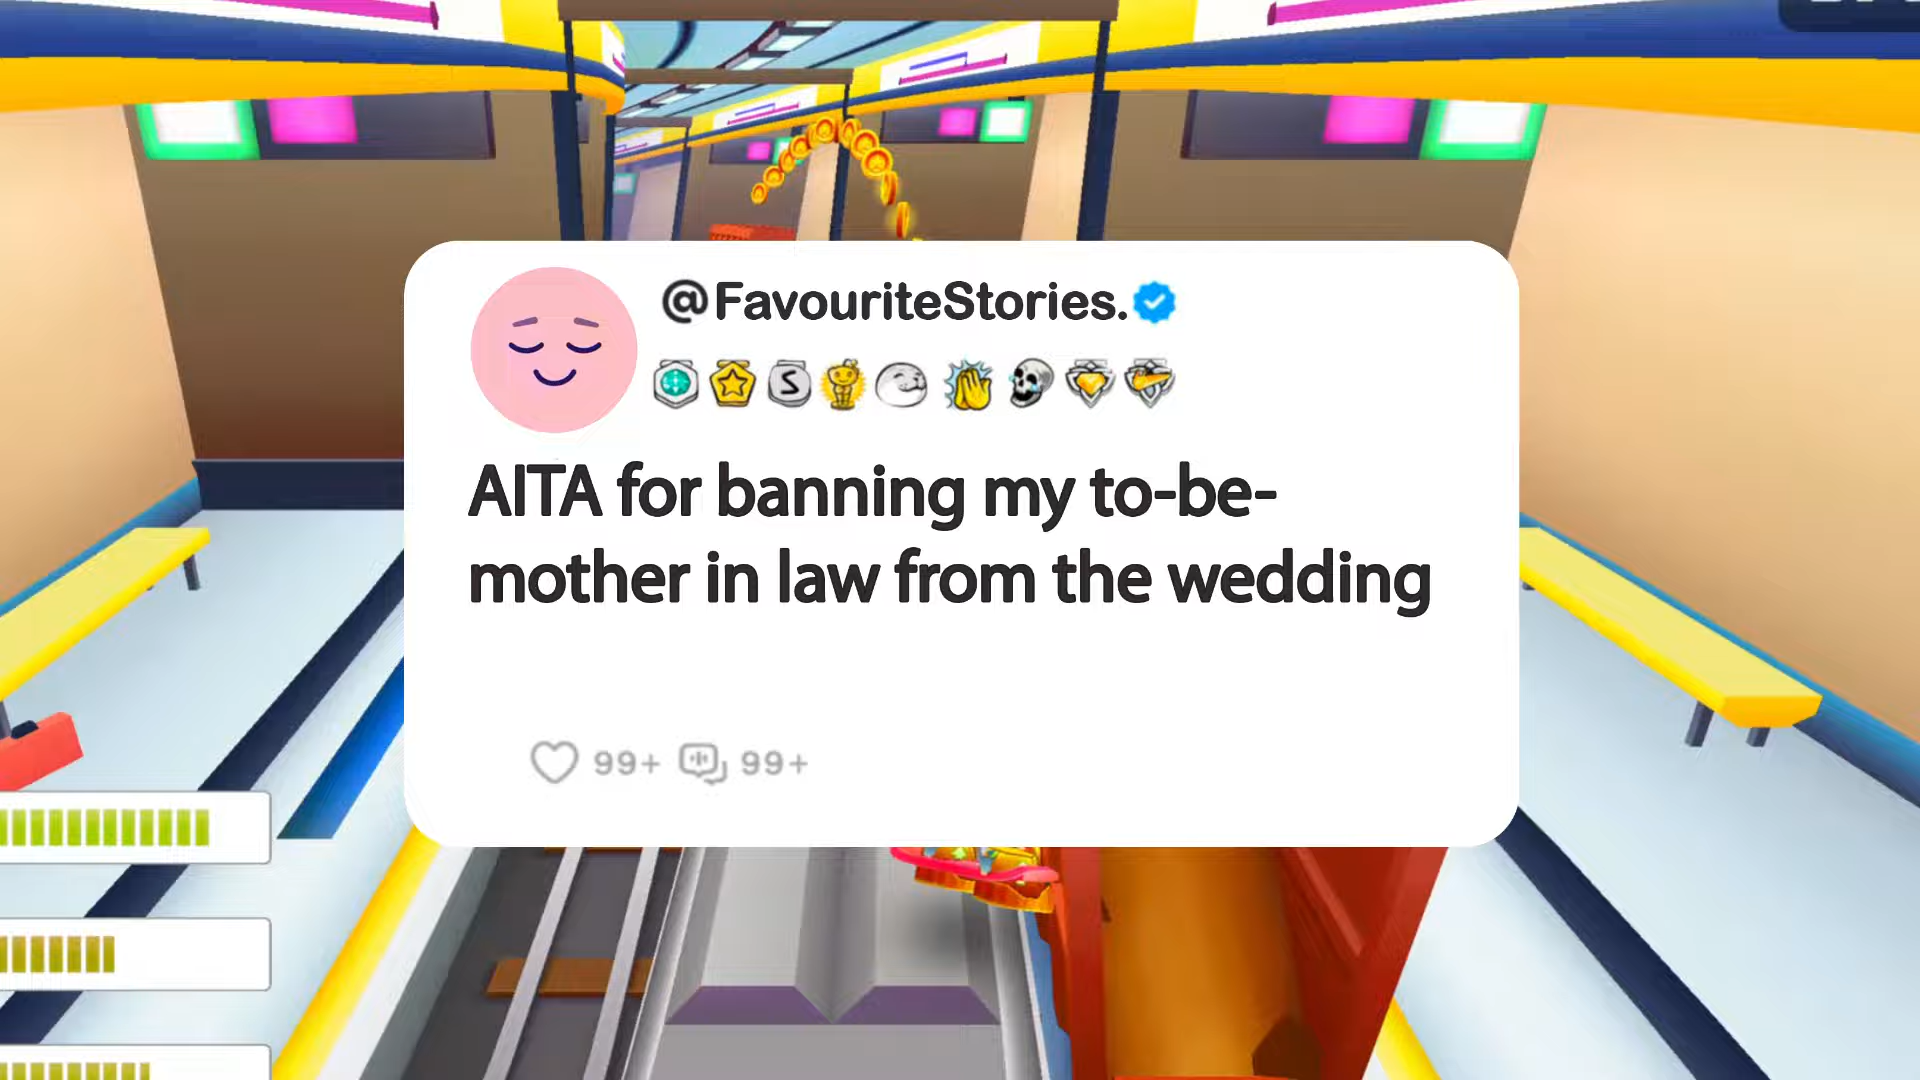 @FavouriteStories.
S
AITA for banning my to-be-
mother in law from the wedding
99+ 99+